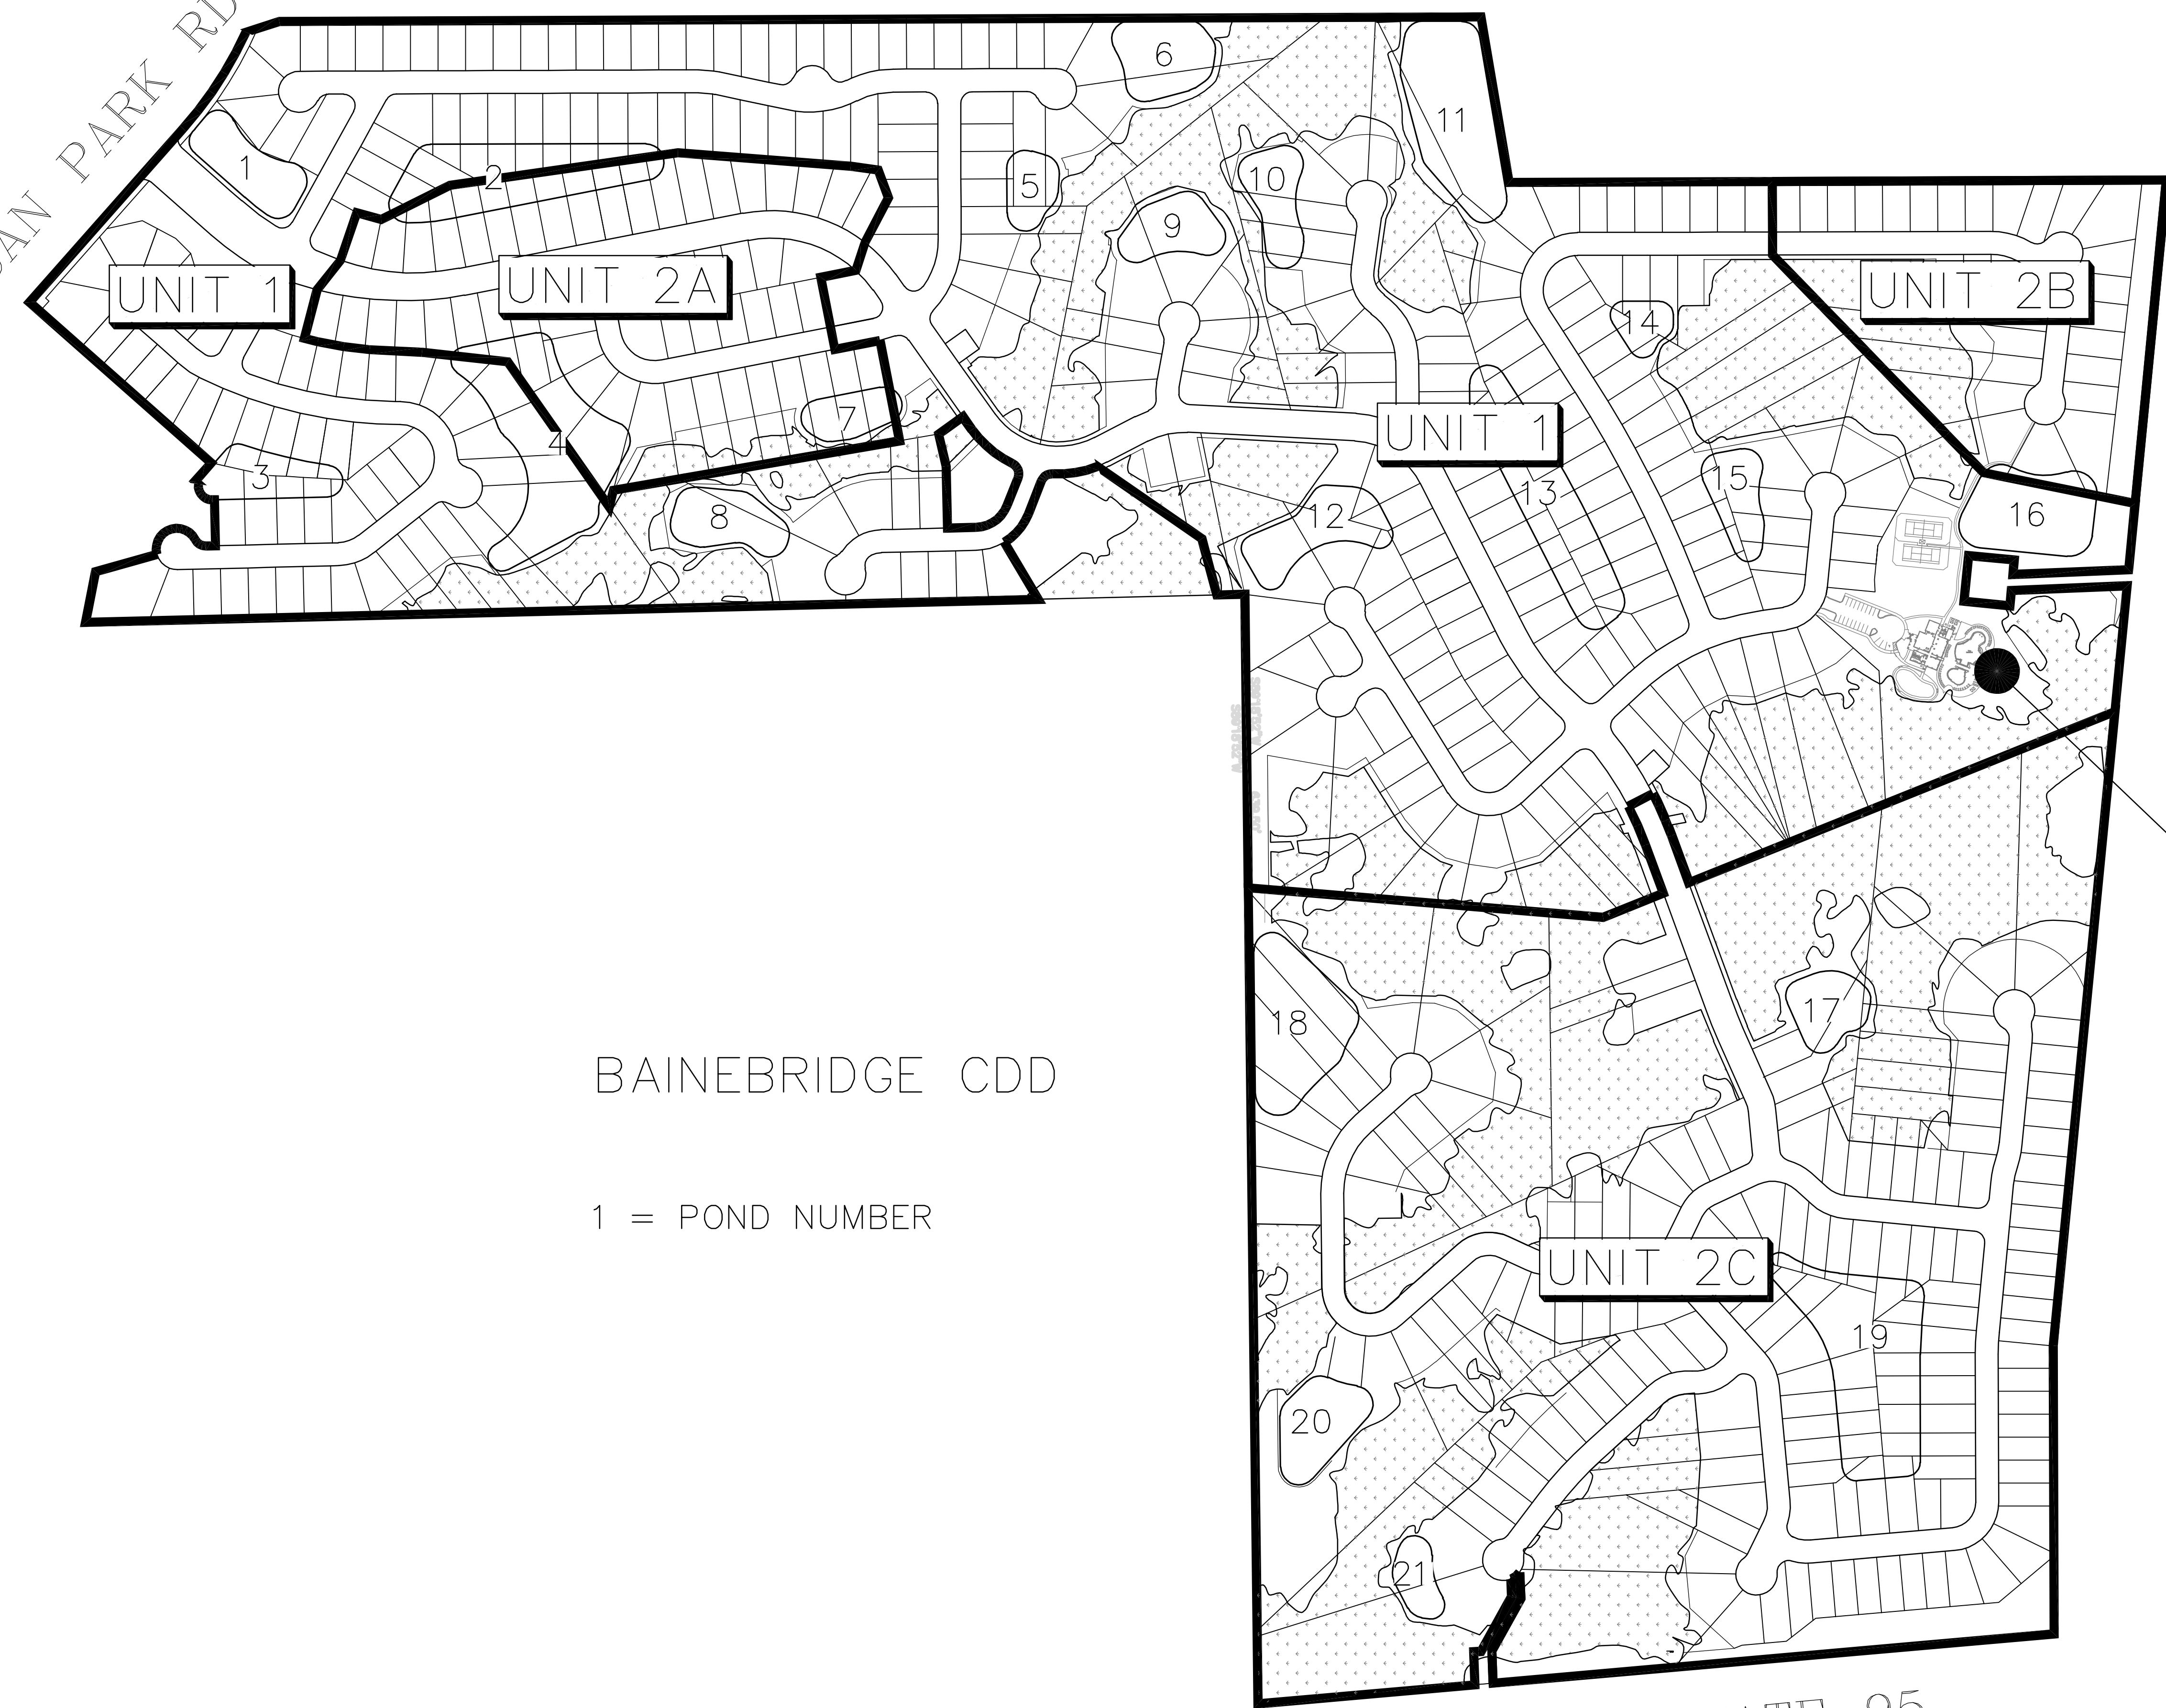 AN PARK RD
6
11
1
2
5
10
9
UNIT 1
UNIT 2A
UNIT 2B
14
7
UNIT 1
4
3
15
13
8
12
16
17
18
BAINEBRIDGE CDD
1 = POND NUMBER
UNIT 2C
19
20
21
95